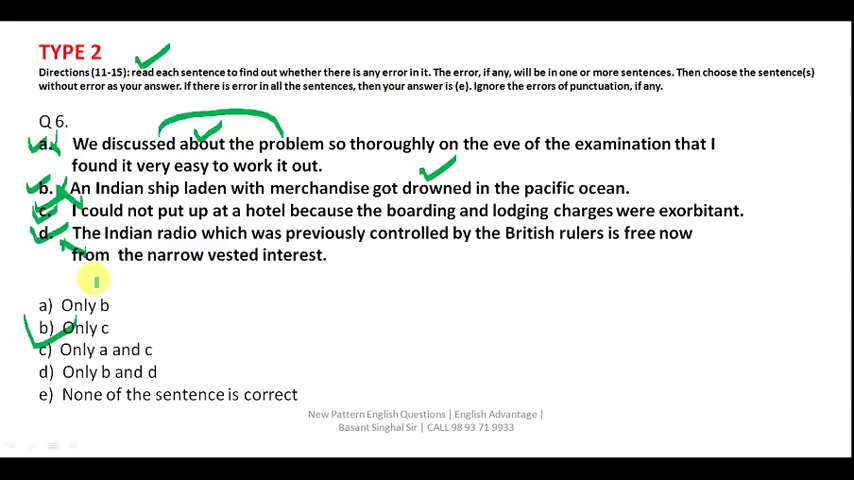 TYPE 2
Directions (11-15): read each sentence to find out whether there is any error in it. The error, if any, will be in one or more sentences. Then choose the sentence(s)
without error as your answer. If there is error in all the sentences, then your answer is (e). Ignore the errors of punctuation, if any.
Q 6.
a. We discussed about the problem so thoroughly on the eve of the examination that I
found it very easy to work it out.
b. An Indian ship laden with merchandise got drowned in the pacific ocean.
c. I could not put up at a hotel because the boarding and lodging charges were exorbitant.
d. The Indian radio which was previously controlled by the British rulers is free now
from the narrow vested interest.
a) Only b
b) Only c
c) Only a and c
d) Only b and d
e) None of the sentence is correct
New Pattern English Questions | English Advantage |
Basant Singhal Sir | CALL 98 93 71 9933